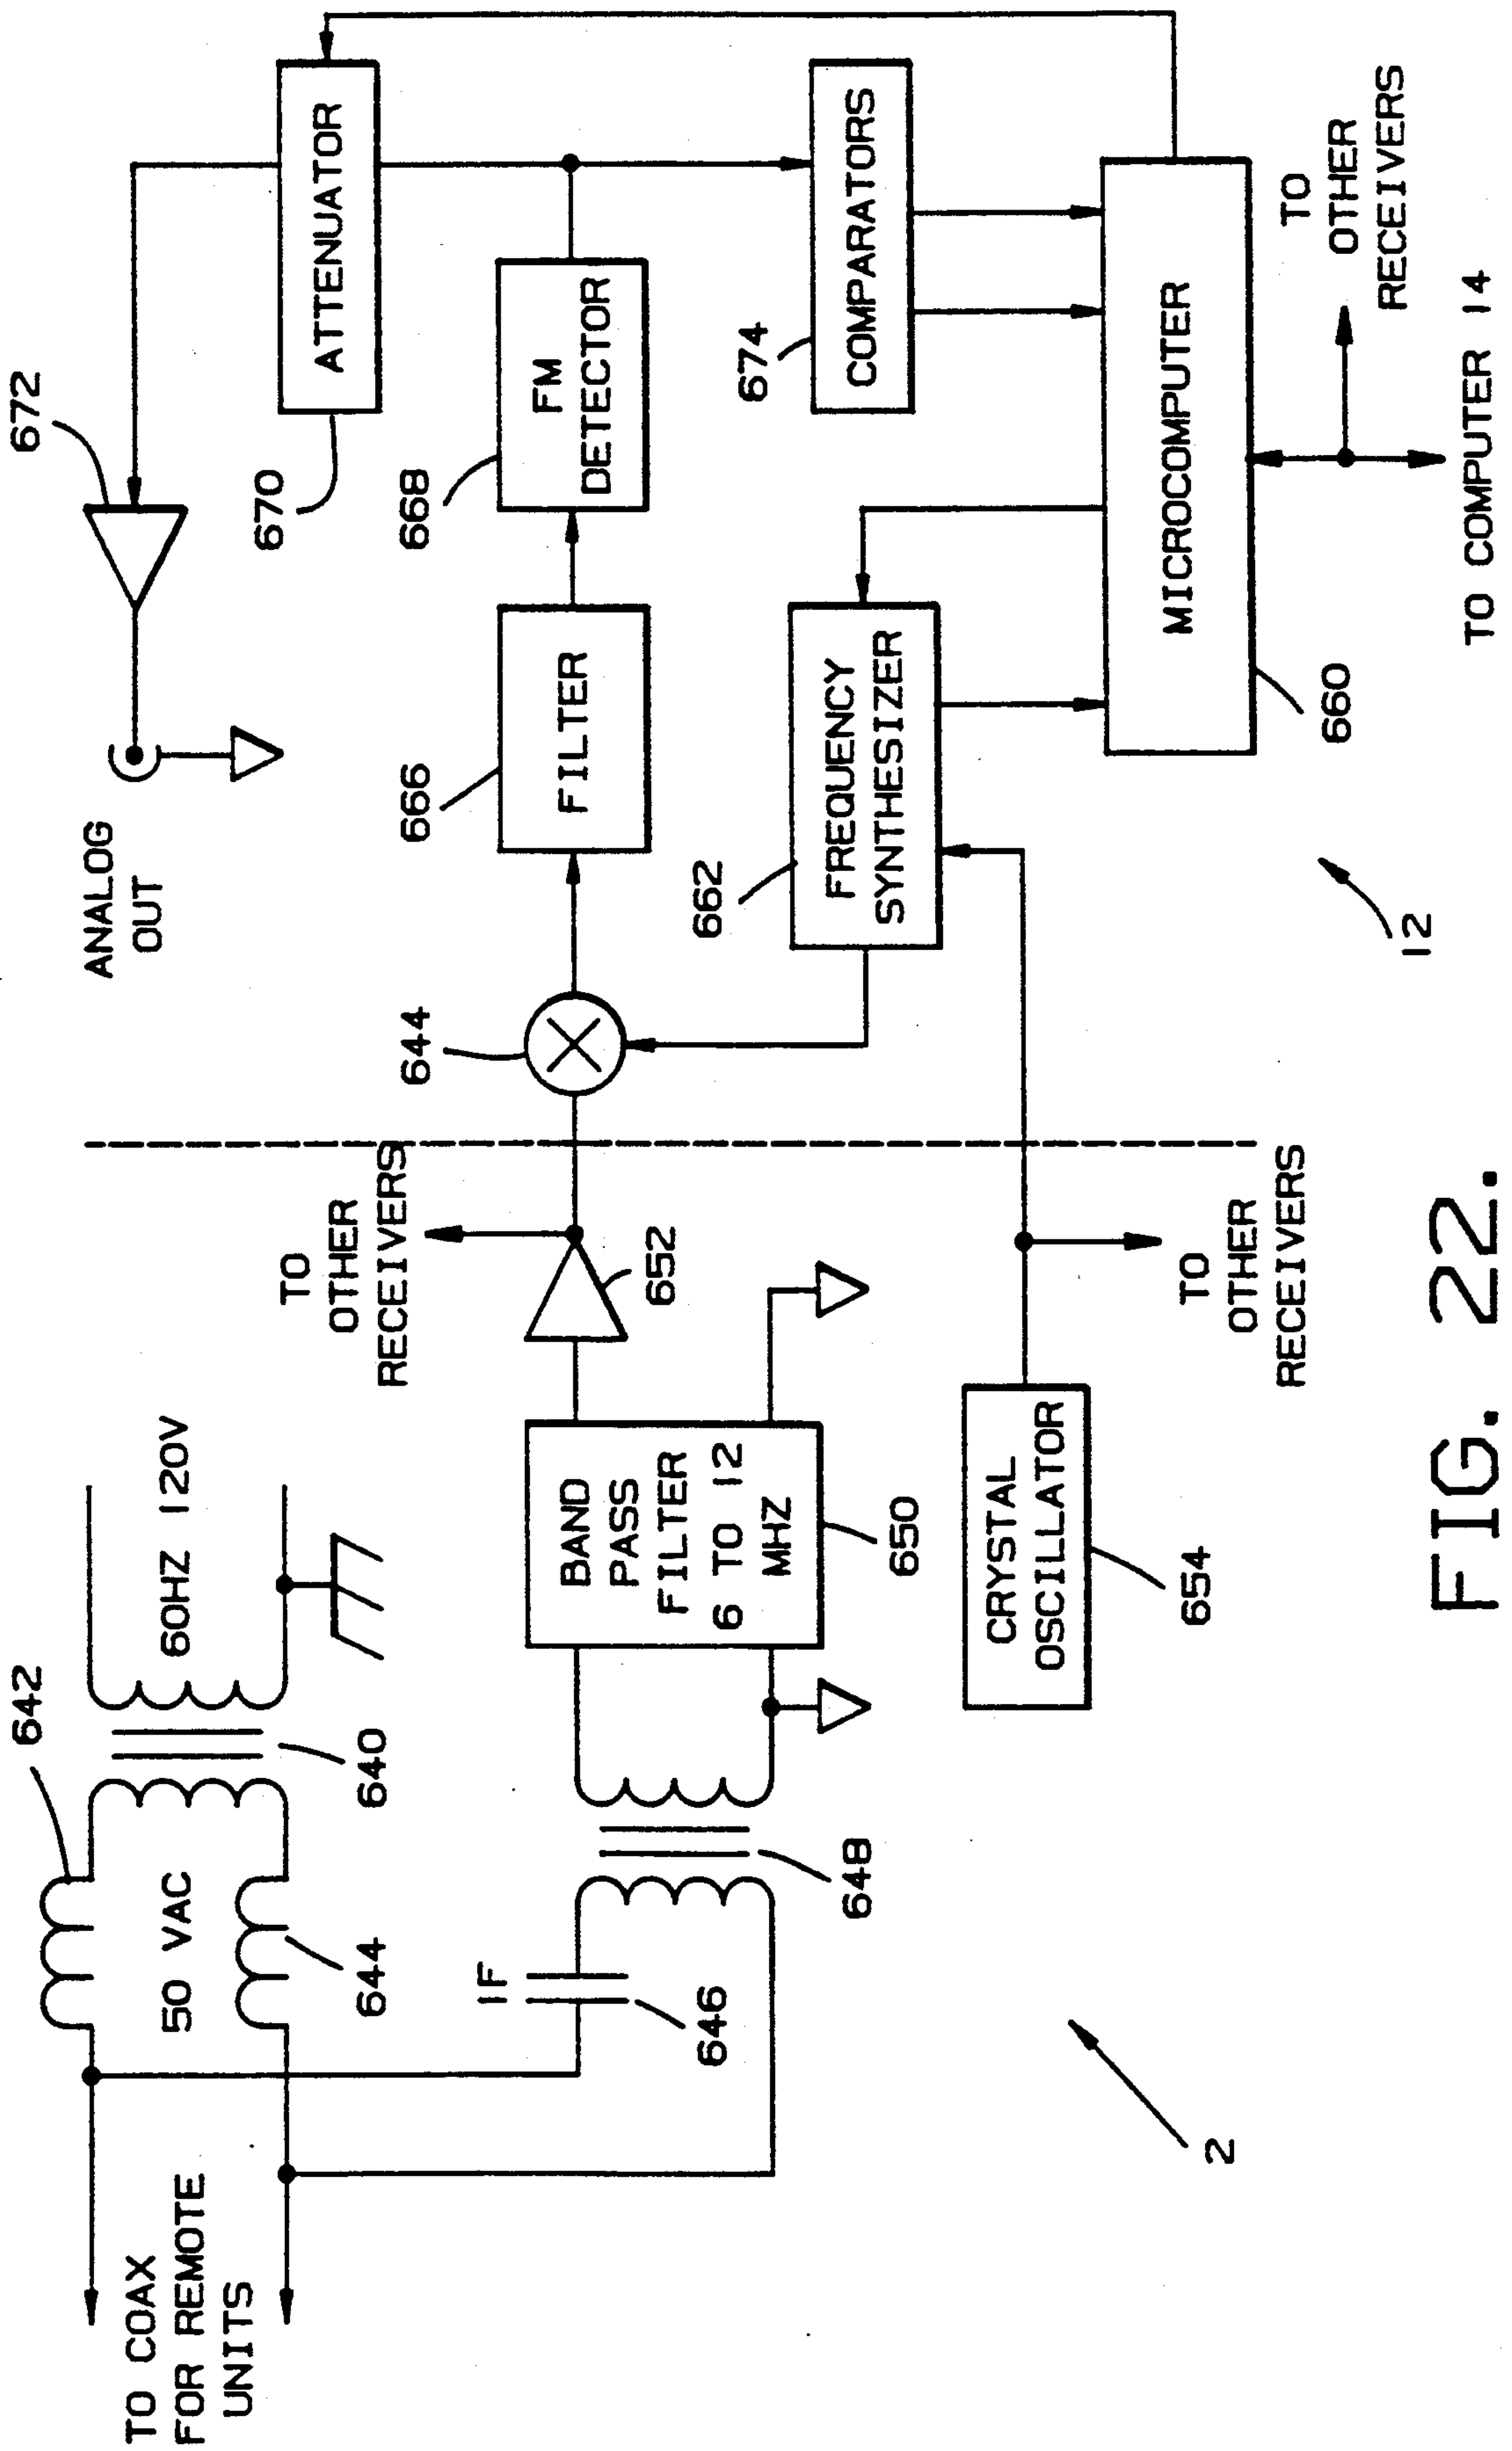 642
60HZ 120V
50 VAC
640
644
TO COAX
FOR REMOTE
UNITS
1F
646
648
BAND
PASS
FILTER
6 TO 12
MHZ
650
652
TO
OTHER
RECEIVERS
CRYSTAL
OSCILLATOR
654
TO
OTHER
RECEIVERS
2
ANALOG
OUT
672
ATTENUATOR
670
644
FILTER
666
FM
DETECTOR
668
FREQUENCY
SYNTHESIZER
662
COMPARATORS
674
MICROCOMPUTER
660
TO
OTHER
RECEIVERS
TO COMPUTER 14
12
FIG. 22.